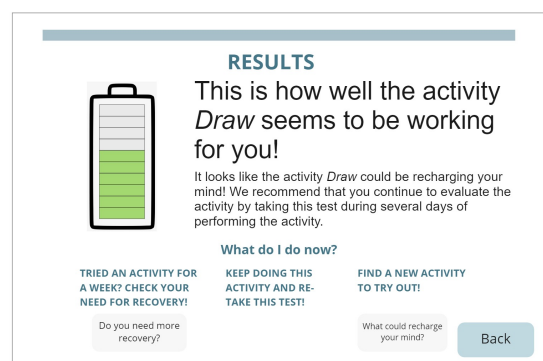 RESULTS
This is how well the activity
Draw seems to be working
for you!
It looks like the activity Draw could be recharging your
mind! We recommend that you continue to evaluate the
activity by taking this test during several days of
performing the activity.
What do I do now?
TRIED AN ACTIVITY FOR
A WEEK? CHECK YOUR
NEED FOR RECOVERY!
Do you need more
recovery?
KEEP DOING THIS
ACTIVITY AND RE-
TAKE THIS TEST!
FIND A NEW ACTIVITY
TO TRY OUT!
What could recharge
your mind?
Back